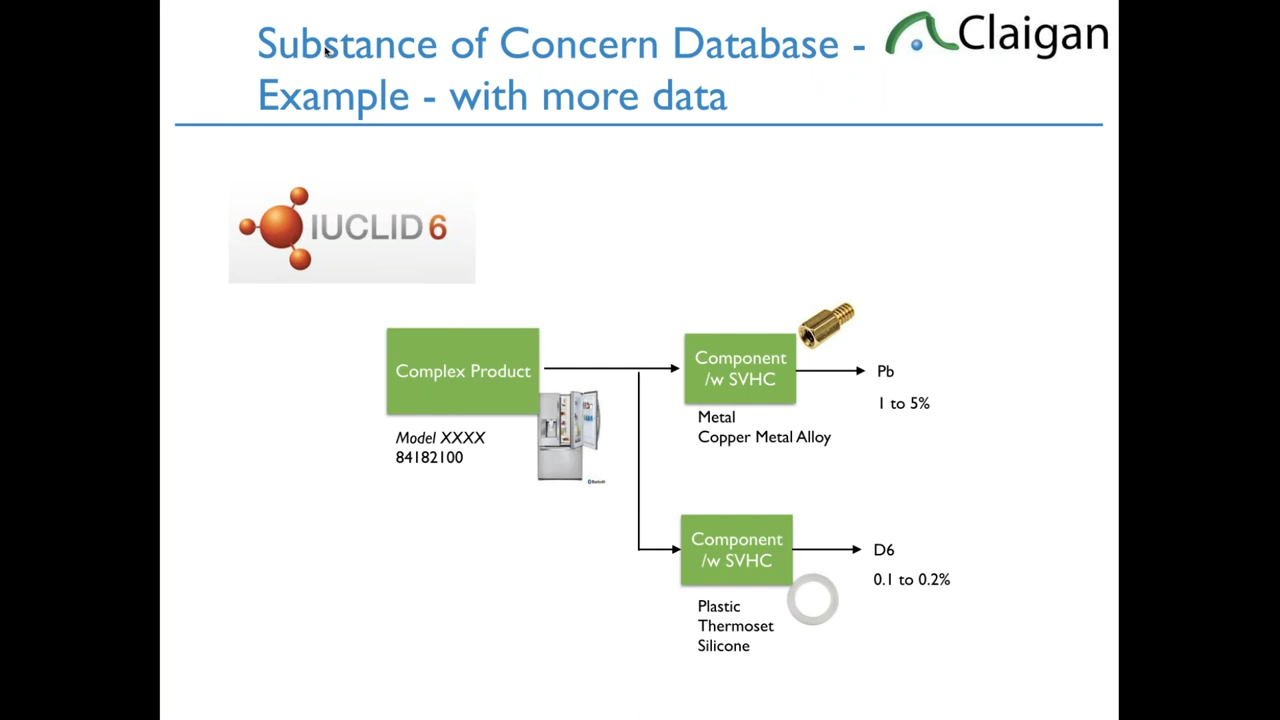 Substance of Concern Database -
Example - with more data
Claigan
IUCLID 6
Complex Product
Model XXXX
84182100
Bluetooth
Component
/w SVHC
Metal
Copper Metal Alloy
Pb
1 to 5%
Component
/w SVHC
Plastic
Thermoset
Silicone
D6
0.1 to 0.2%